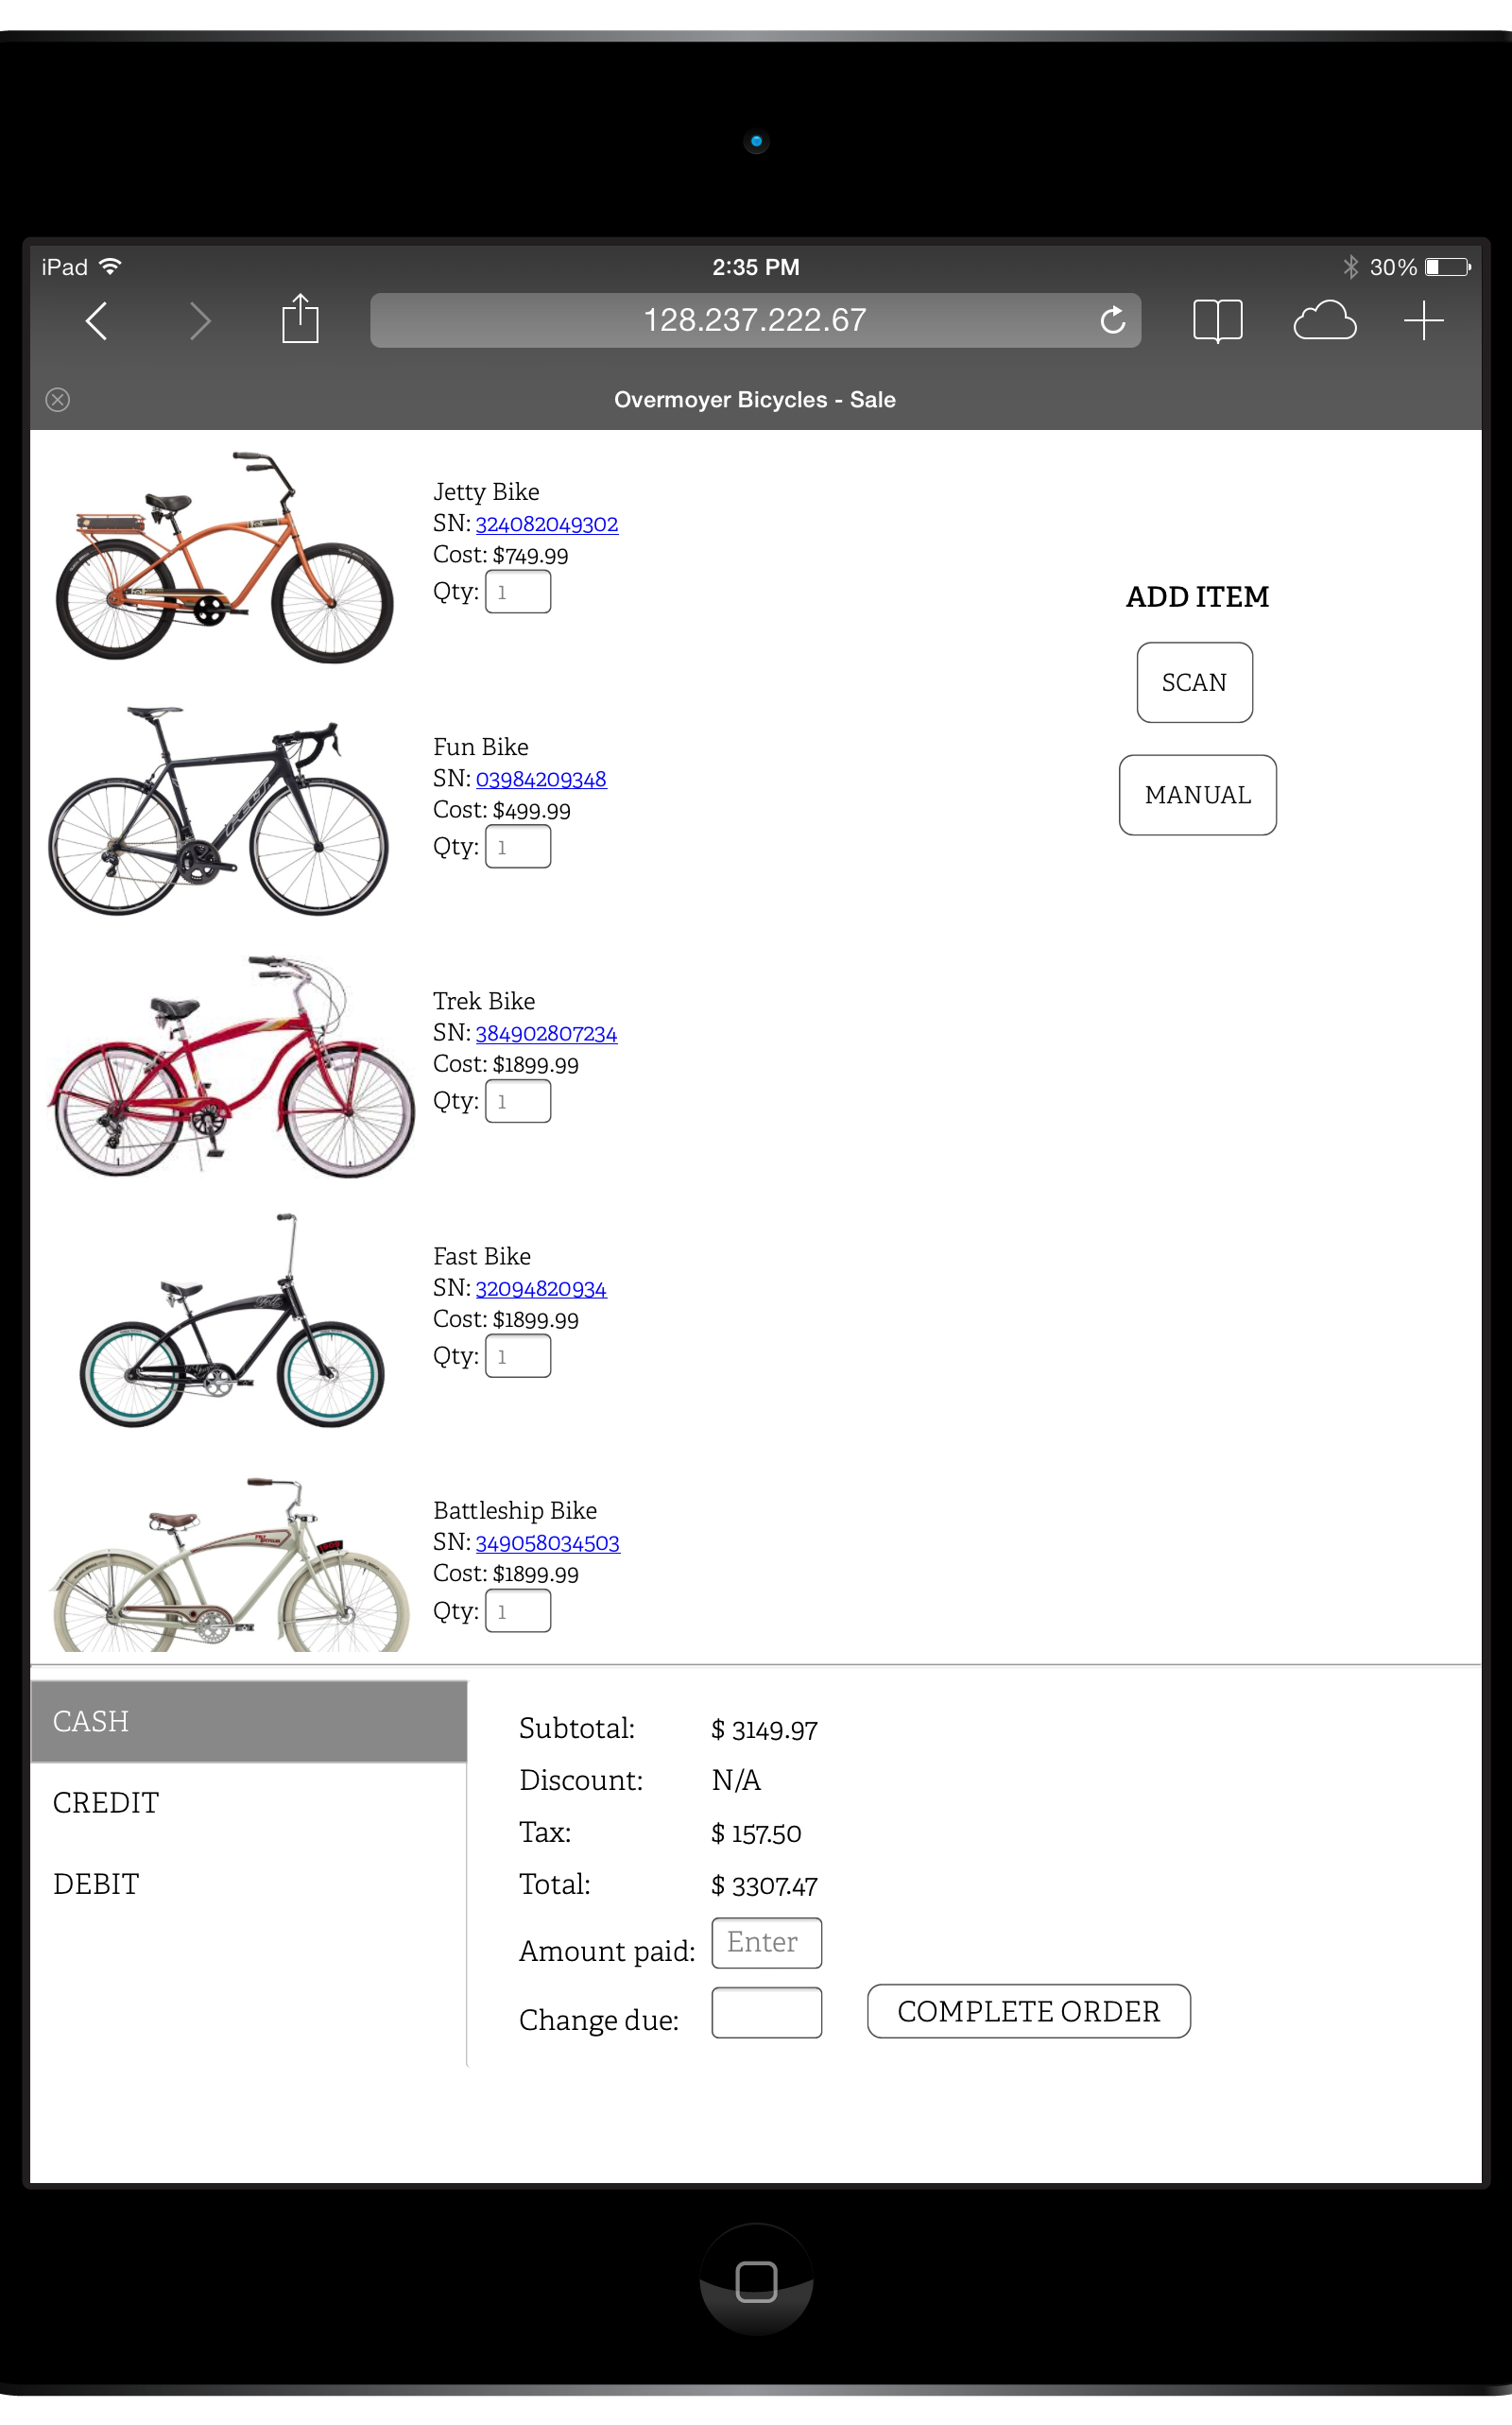 iPad
2:35 PM
30%
128.237.222.67
Overmoyer Bicycles - Sale
Jetty Bike
SN: 324082049302
Cost: $749.99
Qty: 1
ADD ITEM
SCAN
MANUAL
Fun Bike
SN: 03984209348
Cost: $499.99
Qty: 1
Trek Bike
SN: 384902807234
Cost: $1899.99
Qty: 1
Fast Bike
SN: 32094820934
Cost: $1899.99
Qty: 1
Battleship Bike
SN: 349058034503
Cost: $1899.99
Qty: 1
CASH
CREDIT
DEBIT
Subtotal: $ 3149.97
Discount: N/A
Tax: $ 157.50
Total: $ 3307.47
Amount paid: Enter
Change due:
COMPLETE ORDER